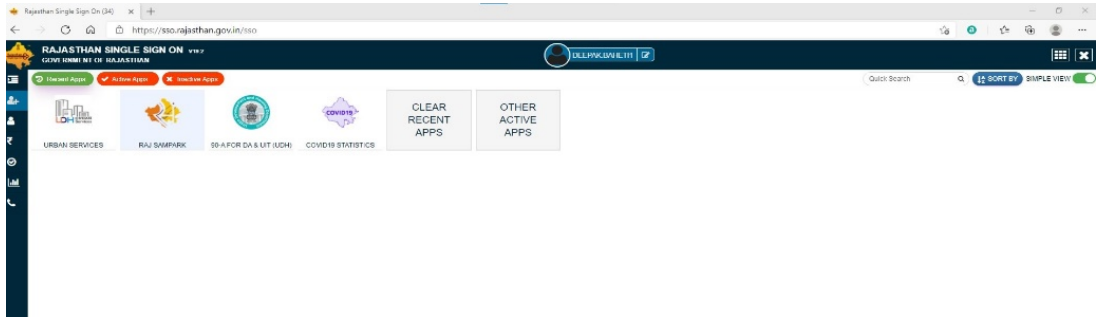 Rajasthan Single Sign On (34)
https://sso.rajasthan.gov.in/sso
RAJASTHAN SINGLE SIGN ON
GOVERNMENT OF RAJASTHAN
Recent Apps Active Apps Inactive Apps
Quick Search SORT BY SIMPLE VIEW
COVID19
CLEAR RECENT APPS
OTHER ACTIVE APPS
URBAN SERVICES RAJ SAMPARK 90-A FOR DA & UIT (UDH) COVID19 STATISTICS